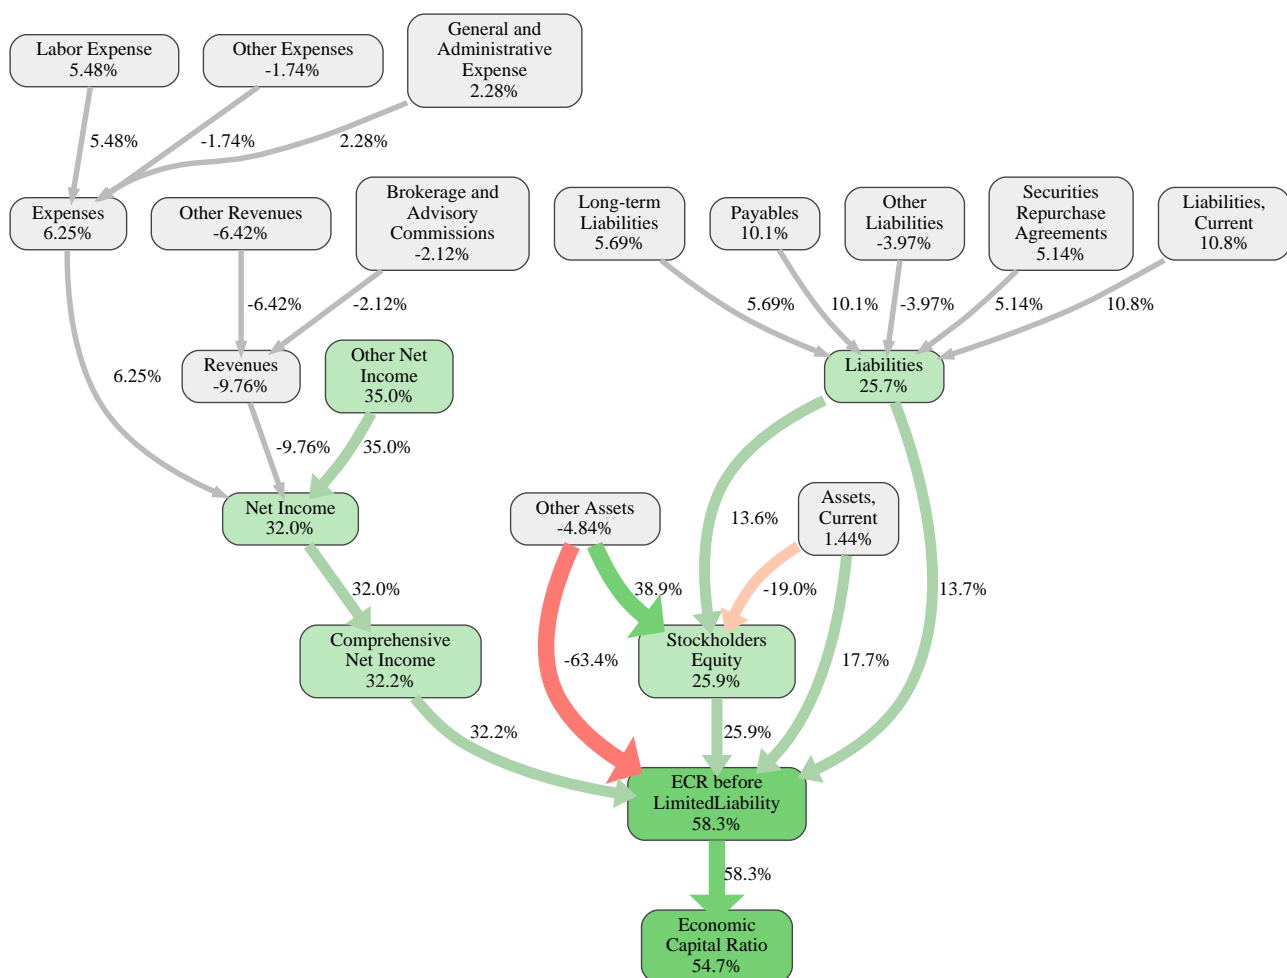 Labor Expense
5.48%
Other Expenses
-1.74%
General and
Administrative
Expense
2.28%
5.48%
-1.74%
2.28%
Expenses
6.25%
Other Revenues
-6.42%
Brokerage and
Advisory
Commissions
-2.12%
Long-term
Liabilities
5.69%
Payables
10.1%
Other
Liabilities
-3.97%
Securities
Repurchase
Agreements
5.14%
Liabilities,
Current
10.8%
-6.42%
-2.12%
5.69%
10.1%
-3.97%
5.14%
10.8%
6.25%
Revenues
-9.76%
Other Net
Income
35.0%
Liabilities
25.7%
-9.76%
35.0%
Net Income
32.0%
Other Assets
-4.84%
13.6%
Assets,
Current
1.44%
32.0%
38.9%
-19.0%
13.7%
Comprehensive
Net Income
32.2%
-63.4%
Stockholders
Equity
25.9%
17.7%
32.2%
25.9%
ECR before
LimitedLiability
58.3%
58.3%
Economic
Capital Ratio
54.7%